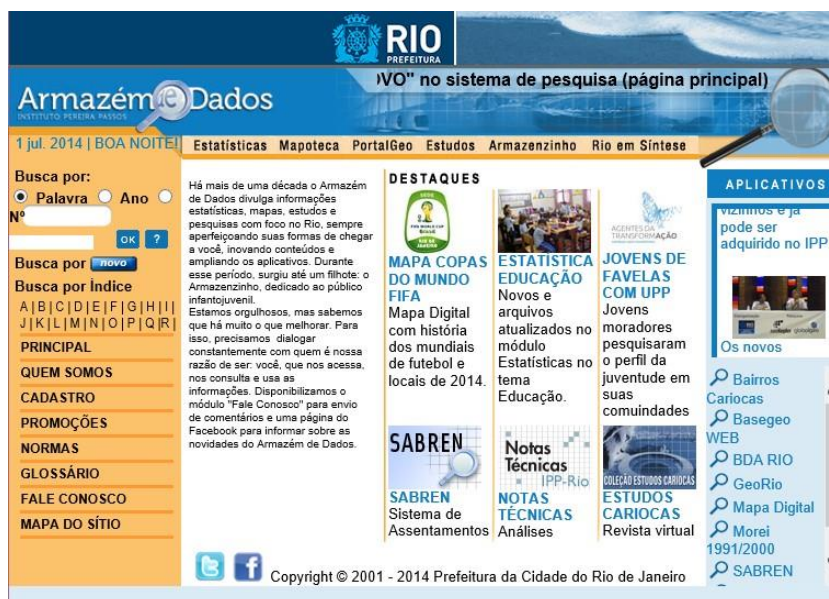 RIO
PREFEITURA
VO" no sistema de pesquisa (página principal)
Armazém de Dados
INSTITUTO PEREIRA PASSOS
1 jul. 2014 | BOA NOITE!
Estatísticas Mapoteca PortalGeo Estudos Armazenzinho Rio em Síntese
Busca por:
Palavra Ano
Nº
OK ?
Busca por novo
Busca por Índice
A|B|C|D|E|F|G|H|I|
J|K|L|M|N|O|P|Q|R|
PRINCIPAL
QUEM SOMOS
CADASTRO
PROMOÇÕES
NORMAS
GLOSSÁRIO
FALE CONOSCO
MAPA DO SÍTIO
Há mais de uma década o Armazém
de Dados divulga informações
estatísticas, mapas, estudos e
pesquisas com foco no Rio, sempre
aperfeiçoando suas formas de chegar
a você, inovando conteúdos e
ampliando os aplicativos. Durante
esse período, surgiu até um filhote: o
Armazenzinho, dedicado ao público
infantojuvenil.
Estamos orgulhosos, mas sabemos
que há muito o que melhorar. Para
isso, precisamos dialogar
constantemente com quem é nossa
razão de ser: você, que nos acessa,
nos consulta e usa as
informações. Disponibilizamos o
módulo "Fale Conosco" para envio
de comentários e uma página do
Facebook para informar sobre as
novidades do Armazém de Dados.
DESTAQUES
MAPA COPAS
DO MUNDO
FIFA
Mapa Digital
com história
dos mundiais
de futebol e
locais de 2014.
ESTATÍSTICA
EDUCAÇÃO
Novos e
arquivos
atualizados no
módulo
Estatísticas no
tema
Educação.
AGENTES DA
TRANSFORMAÇÃO
JOVENS DE
FAVELAS
COM UPP
Jovens
moradores
pesquisaram
o perfil da
juventude em
suas
comuindades
SABREN
SABREN
Sistema de
Assentamentos
Notas
Técnicas
IPP-Rio
NOTAS
TÉCNICAS
Análises
COLEÇÃO ESTUDOS CARIOCAS
ESTUDOS
CARIOCAS
Revista virtual
APLICATIVOS
vizinhos e já
pode ser
adquirido no IPP
Os novos
Bairros
Cariocas
Basegeo
WEB
BDA RIO
GeoRio
Mapa Digital
Morei
1991/2000
SABREN
Copyright © 2001 - 2014 Prefeitura da Cidade do Rio de Janeiro